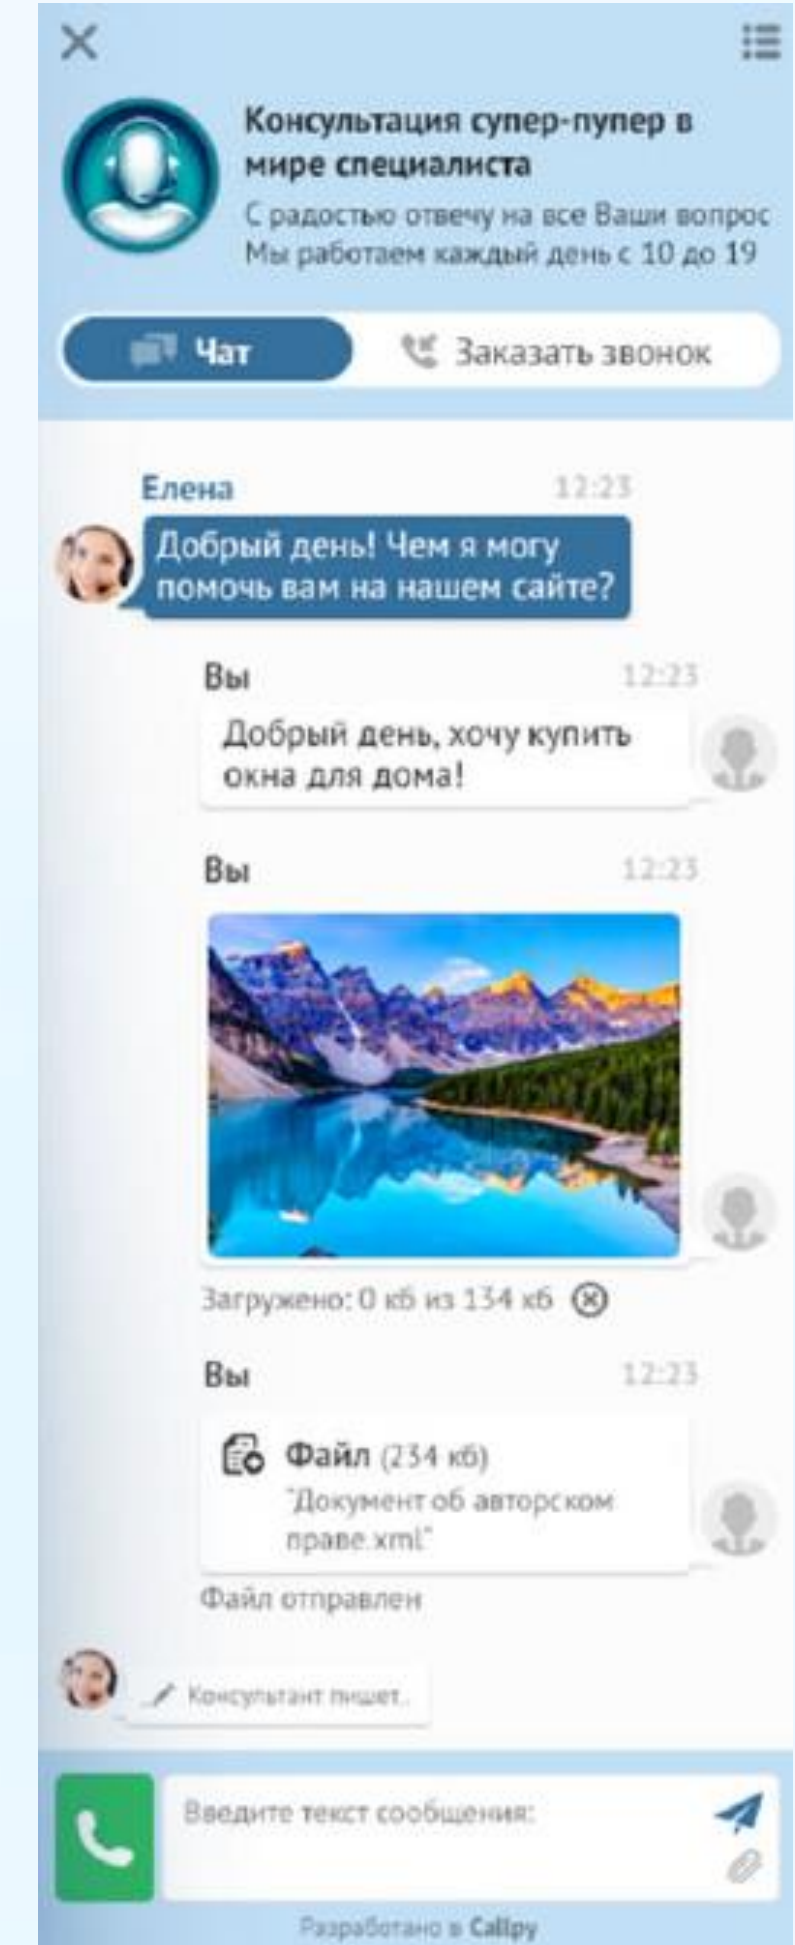 Консультация супер-пупер в
мире специалиста
С радостью отвечу на все Ваши вопрос
Мы работаем каждый день с 10 до 19
Чат
Заказать звонок
Елена 12:23
Добрый день! Чем я могу
помочь вам на нашем сайте?
Вы 12:23
Добрый день, хочу купить
окна для дома!
Вы 12:23
Загружено: 0 кб из 134 кб
Вы 12:23
Файл (234 кб)
"Документ об авторском
праве.xml"
Файл отправлен
Консультант пишет..
Введите текст сообщения:
Разработано в Callpy